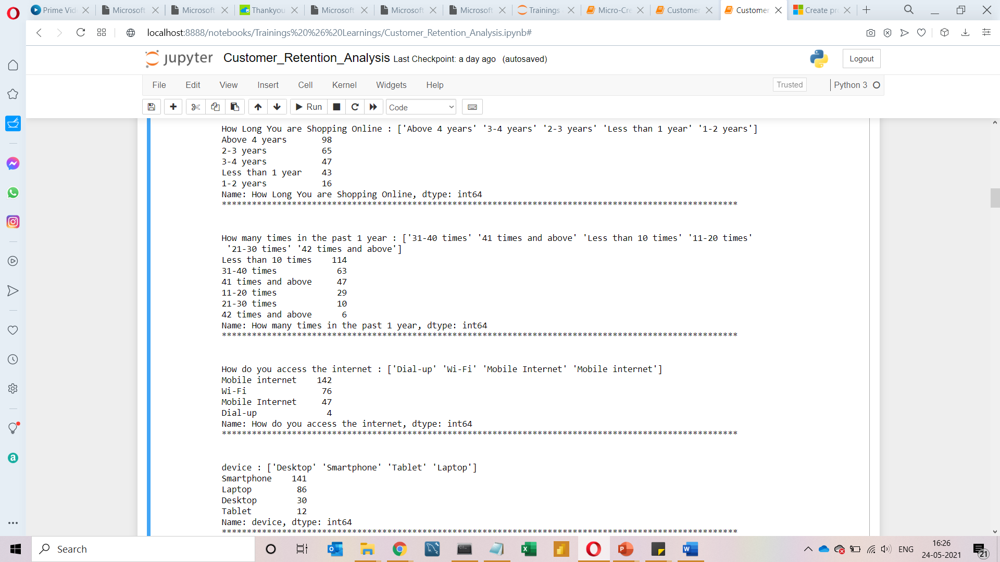 Prime Vid
Microsoft
Microsoft
Thankyou
Microsoft
Microsoft
Microsoft
Trainings
Micro-Cre
Customer
Customer
Create pr
localhost:8888/notebooks/Trainings%20%26%20Learnings/Customer_Retention_Analysis.ipynb#
jupyter Customer_Retention_Analysis Last Checkpoint: a day ago (autosaved)
Logout
File Edit View Insert Cell Kernel Widgets Help
Trusted
Python 3
Run
Code
How Long You are Shopping Online : ['Above 4 years' '3-4 years' '2-3 years' 'Less than 1 year' '1-2 years']
Above 4 years 98
2-3 years 65
3-4 years 47
Less than 1 year 43
1-2 years 16
Name: How Long You are Shopping Online, dtype: int64
*******************************************************************************************************
How many times in the past 1 year : ['31-40 times' '41 times and above' 'Less than 10 times' '11-20 times'
'21-30 times' '42 times and above']
Less than 10 times 114
31-40 times 63
41 times and above 47
11-20 times 29
21-30 times 10
42 times and above 6
Name: How many times in the past 1 year, dtype: int64
*******************************************************************************************************
How do you access the internet : ['Dial-up' 'Wi-Fi' 'Mobile Internet' 'Mobile internet']
Mobile internet 142
Wi-Fi 76
Mobile Internet 47
Dial-up 4
Name: How do you access the internet, dtype: int64
*******************************************************************************************************
device : ['Desktop' 'Smartphone' 'Tablet' 'Laptop']
Smartphone 141
Laptop 86
Desktop 30
Tablet 12
Name: device, dtype: int64
*******************************************************************************************************
Search
ENG
16:26
24-05-2021
21